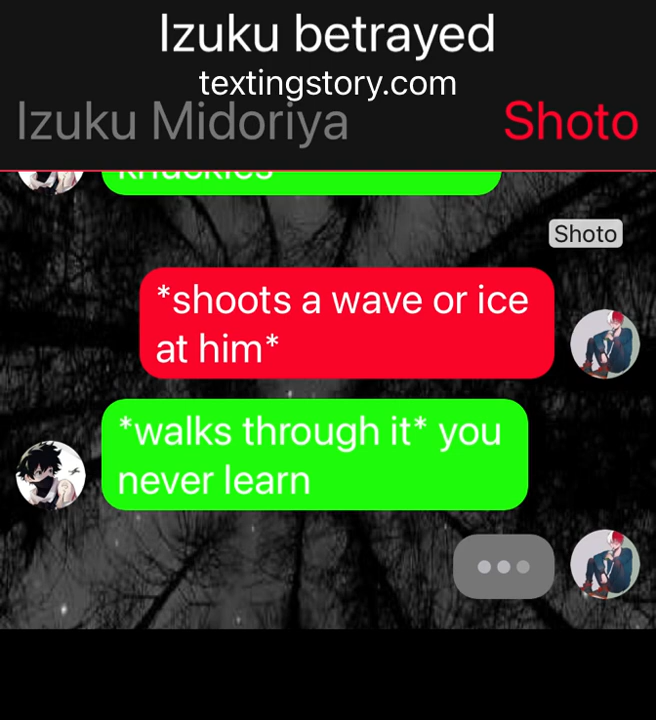 Izuku betrayed
textingstory.com
Izuku Midoriya
Shoto
knuckles
Shoto
*shoots a wave or ice
at him*
*walks through it* you
never learn